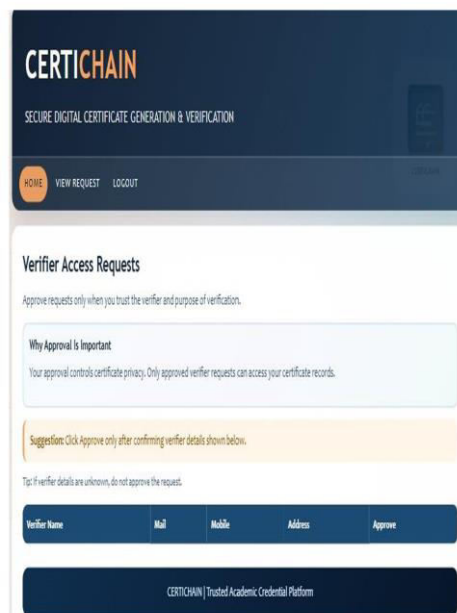 CERTICHAIN
SECURE DIGITAL CERTIFICATE GENERATION & VERIFICATION
HOME VIEW REQUEST LOGOUT
Verifier Access Requests
Approve requests only when you trust the verifier and purpose of verification.
Why Approval Is Important
Your approval controls certificate privacy. Only approved verifier requests can access your certificate records.
Suggestion: Click Approve only after confirming verifier details shown below.
Tip: If verifier details are unknown, do not approve the request.
Verifier Name Mail Mobile Address Approve
CERTICHAIN | Trusted Academic Credential Platform